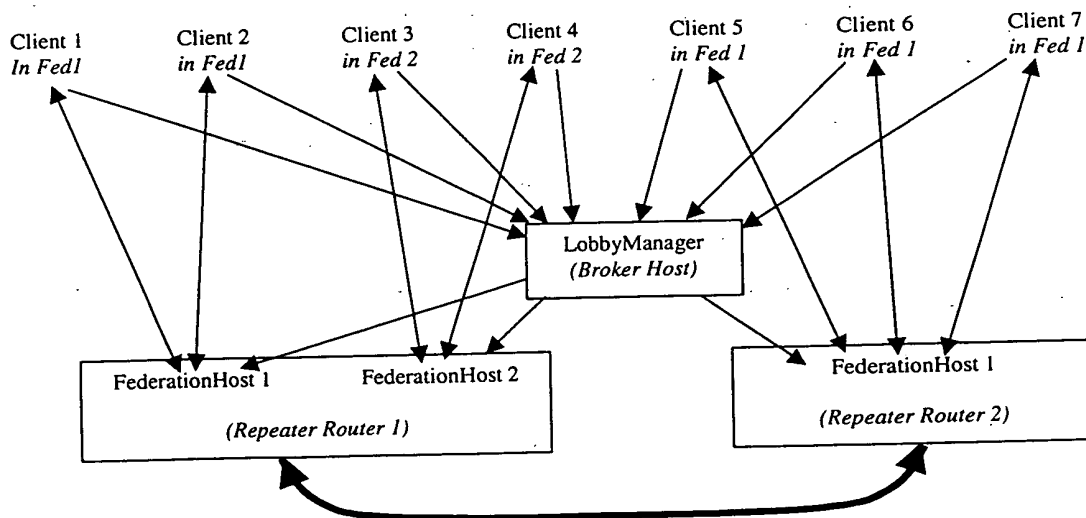 Client 1
In Fed1
Client 2
in Fed1
Client 3
in Fed 2
Client 4
in Fed 2
Client 5
in Fed 1
Client 6
in Fed 1
Client 7
in Fed 1
LobbyManager
(Broker Host)
FederationHost 1
FederationHost 2
(Repeater Router 1)
FederationHost 1
(Repeater Router 2)